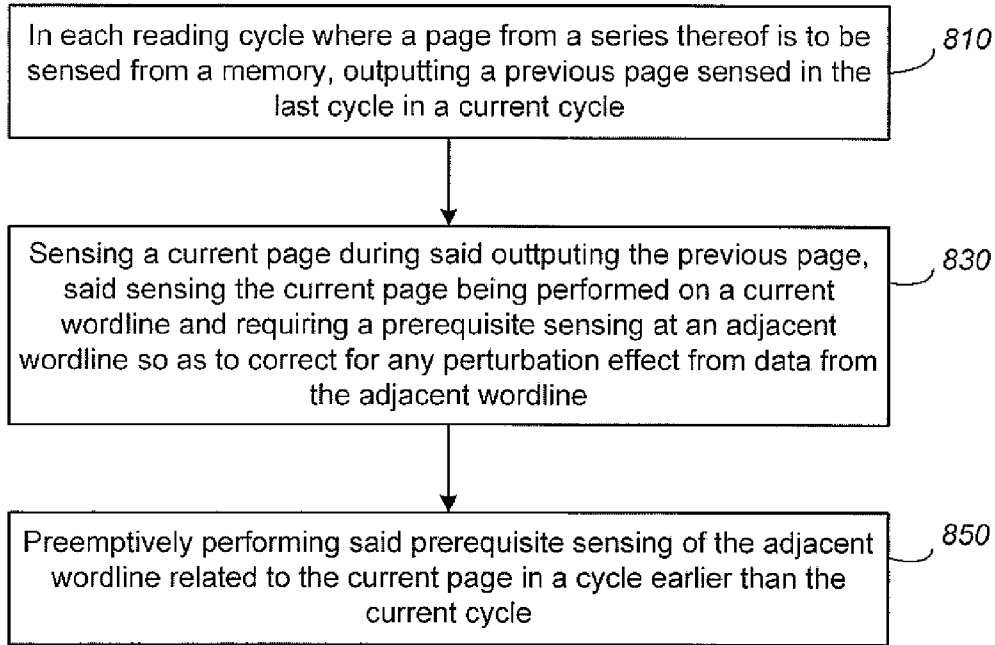 In each reading cycle where a page from a series thereof is to be
sensed from a memory, outputting a previous page sensed in the
last cycle in a current cycle
810
Sensing a current page during said outtputing the previous page,
said sensing the current page being performed on a current
wordline and requiring a prerequisite sensing at an adjacent
wordline so as to correct for any perturbation effect from data from
the adjacent wordline
830
Preemptively performing said prerequisite sensing of the adjacent
wordline related to the current page in a cycle earlier than the
current cycle
850